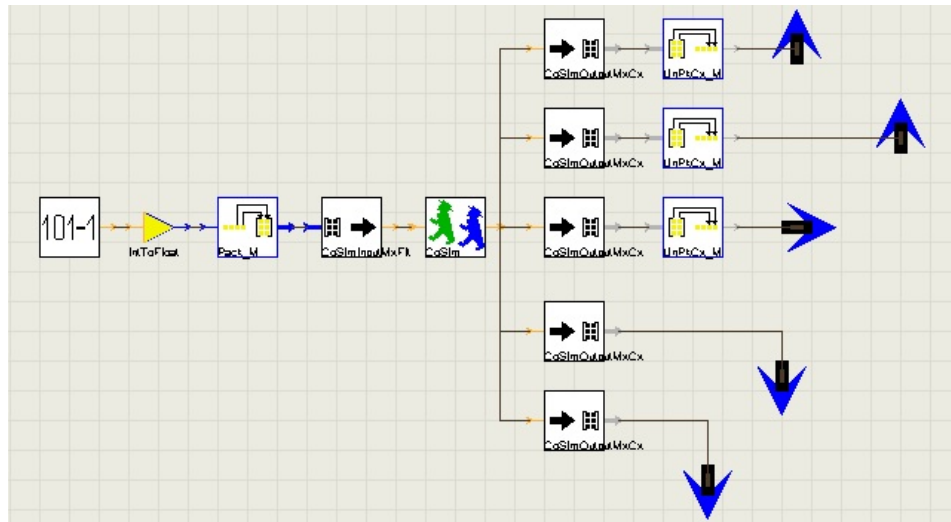 CoSimOutputMxCx
UnPkCx_M
CoSimOutputMxCx
UnPkCx_M
101-1
IntToFloat
Pack_M
CoSimInputMxFlt
CoSim
CoSimOutputMxCx
UnPkCx_M
CoSimOutputMxCx
CoSimOutputMxCx